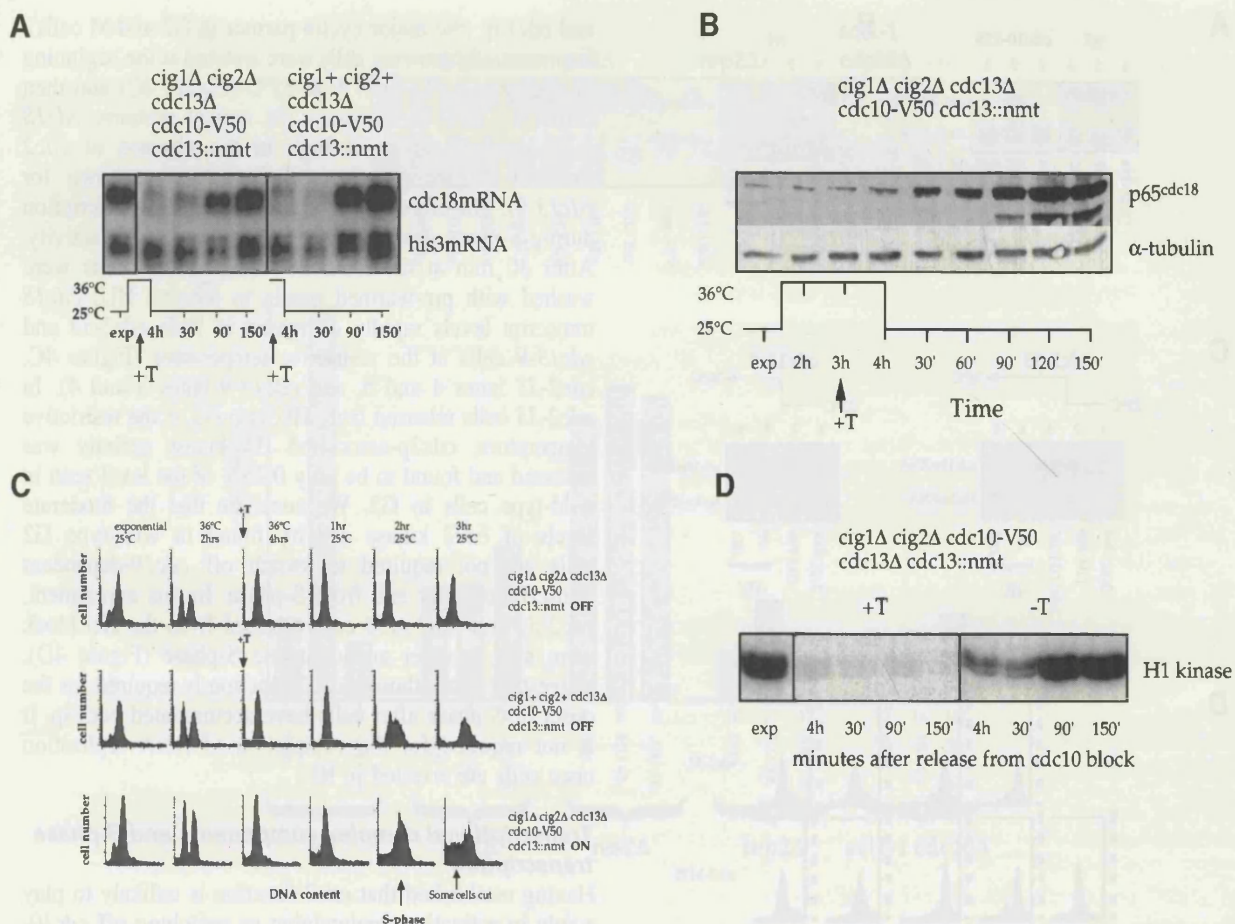 A
cig1Δ cig2Δ
cdc13Δ
cdc10-V50
cdc13::nmt
cig1+ cig2+
cdc13Δ
cdc10-V50
cdc13::nmt
cdc18mRNA
his3mRNA
36°C
25°C
exp 4h 30' 90' 150' 4h 30' 90' 150'
+T
+T
B
cig1Δ cig2Δ cdc13Δ
cdc10-V50 cdc13::nmt
p65cdc18
α-tubulin
36°C
25°C
exp 2h 3h 4h 30' 60' 90' 120' 150'
+T
Time
C
+T
exponential
25°C
36°C
2hrs
36°C
4hrs
1hr
25°C
2hr
25°C
3hr
25°C
cell number
cig1Δ cig2Δ cdc13Δ
cdc10-V50
cdc13::nmt OFF
+T
cell number
cig1+ cig2+ cdc13Δ
cdc10-V50
cdc13::nmt OFF
cell number
cig1Δ cig2Δ cdc13Δ
cdc10-V50
cdc13::nmt ON
DNA content
S-phase
Some cells cut
D
cig1Δ cig2Δ cdc10-V50
cdc13Δ cdc13::nmt
+T
-T
H1 kinase
exp 4h 30' 90' 150' 4h 30' 90' 150'
minutes after release from cdc10 block